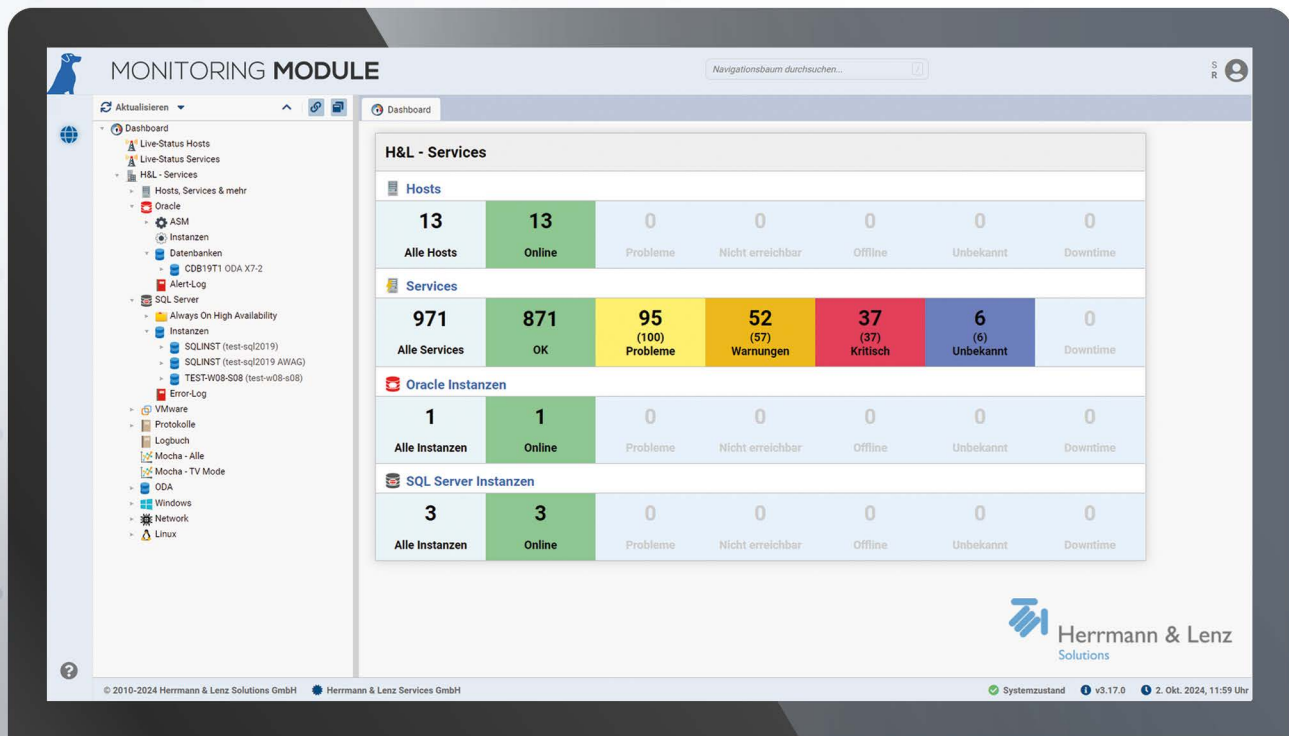 MONITORING MODULE
Navigationsbaum durchsuchen...
/
S
R
Aktualisieren
Dashboard
Dashboard
Live-Status Hosts
Live-Status Services
H&L - Services
Hosts, Services & mehr
Oracle
ASM
Instanzen
Datenbanken
CDB19T1 ODA X7-2
Alert-Log
SQL Server
Always On High Availability
Instanzen
SQLINST (test-sql2019)
SQLINST (test-sql2019 AWAG)
TEST-W08-S08 (test-w08-s08)
Error-Log
VMware
Protokolle
Logbuch
Mocha - Alle
Mocha - TV Mode
ODA
Windows
Network
Linux
H&L - Services
Hosts
13 13 0 0 0 0 0
Alle Hosts Online Probleme Nicht erreichbar Offline Unbekannt Downtime
Services
971 871 95 52 37 6 0
(100) (57) (37) (6)
Alle Services OK Probleme Warnungen Kritisch Unbekannt Downtime
Oracle Instanzen
1 1 0 0 0 0 0
Alle Instanzen Online Probleme Nicht erreichbar Offline Unbekannt Downtime
SQL Server Instanzen
3 3 0 0 0 0 0
Alle Instanzen Online Probleme Nicht erreichbar Offline Unbekannt Downtime
Herrmann & Lenz
Solutions
?
© 2010-2024 Herrmann & Lenz Solutions GmbH Herrmann & Lenz Services GmbH Systemzustand v3.17.0 2. Okt. 2024, 11:59 Uhr